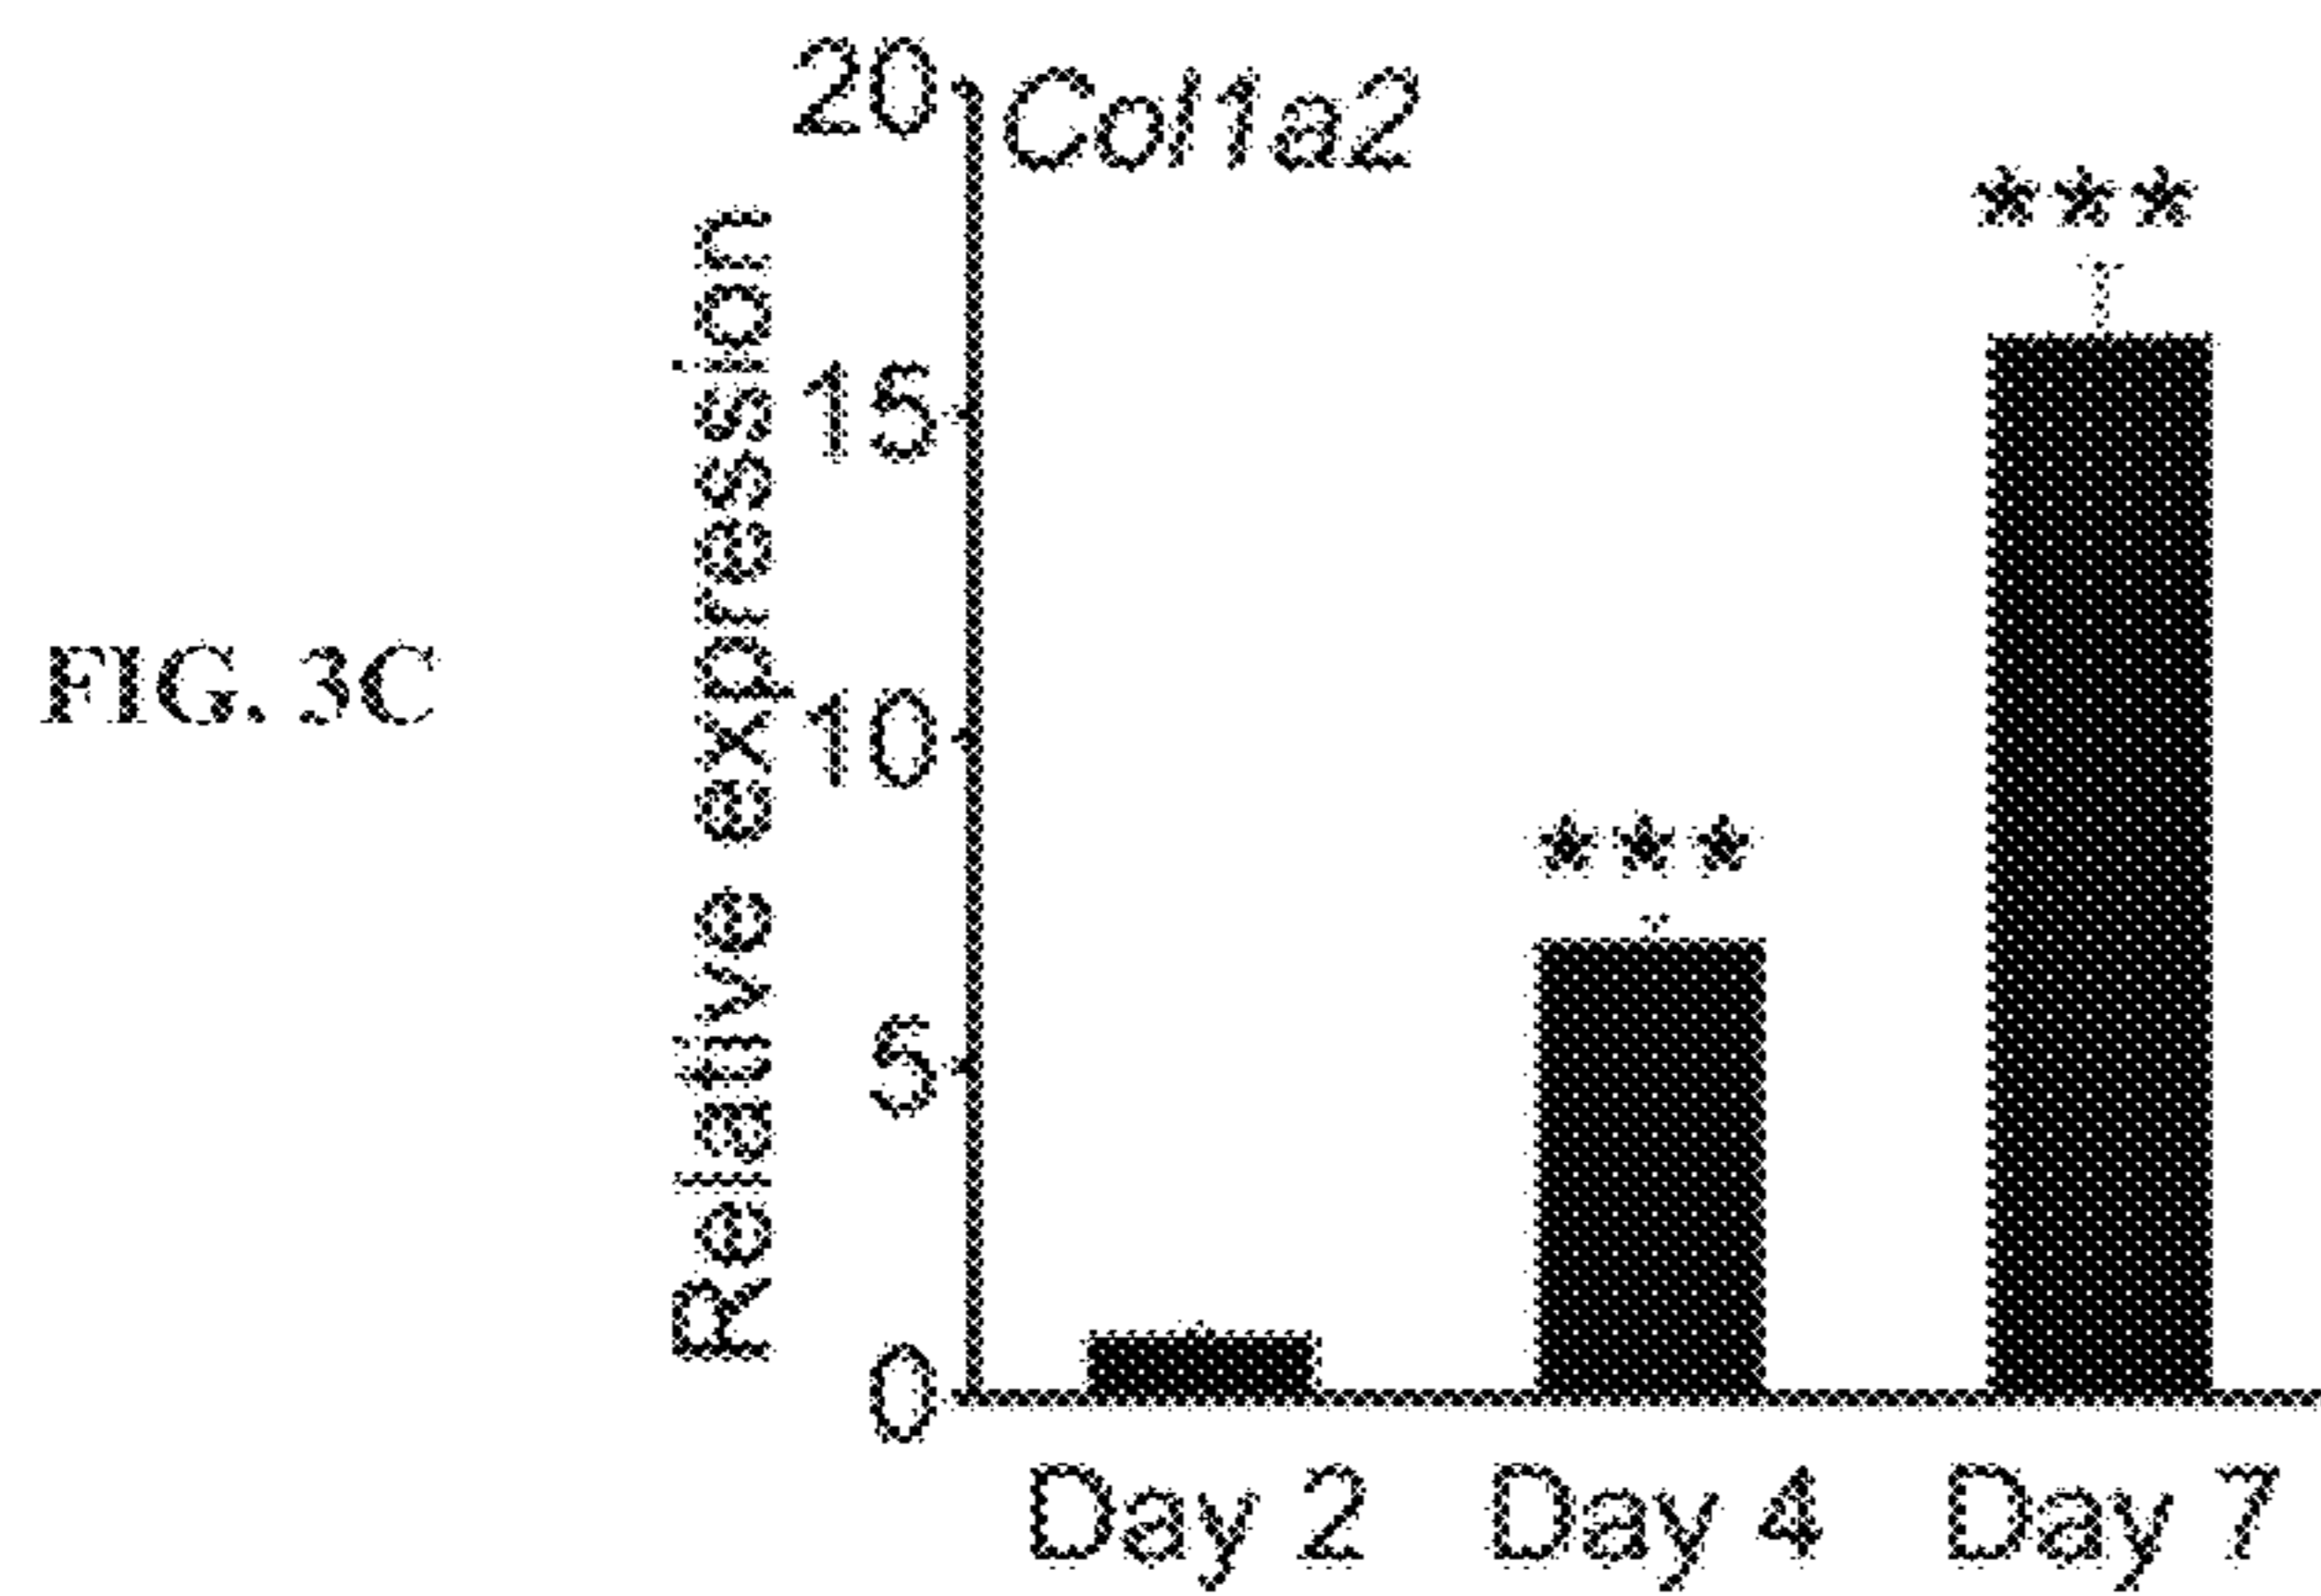 FIG. 3C
Relative expression
20
15
10
5
0
Col1a2
***
***
Day 2 Day 4 Day 7